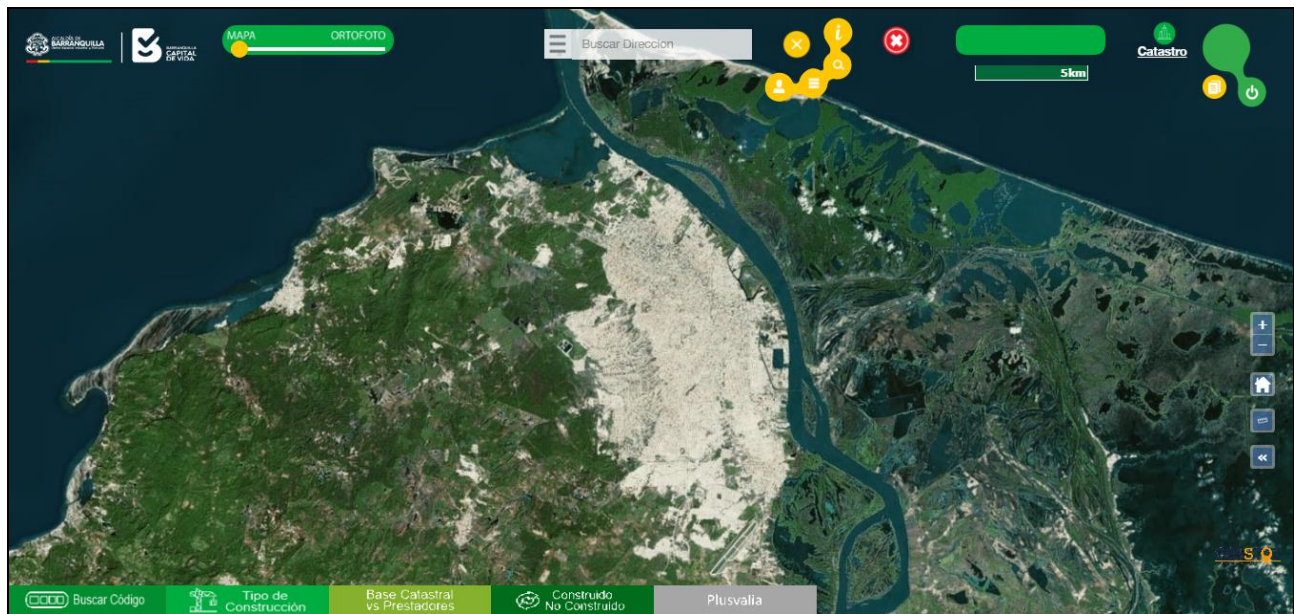 ALCALDÍA DE
BARRANQUILLA
BARRANQUILLA
CAPITAL
DE VIDA
MAPA ORTOFOTO
Buscar Direccion
i
Catastro
5km
+
−
«
Buscar Código
Tipo de
Construcción
Base Catastral
vs Prestadores
Construido
No Construido
Plusvalia